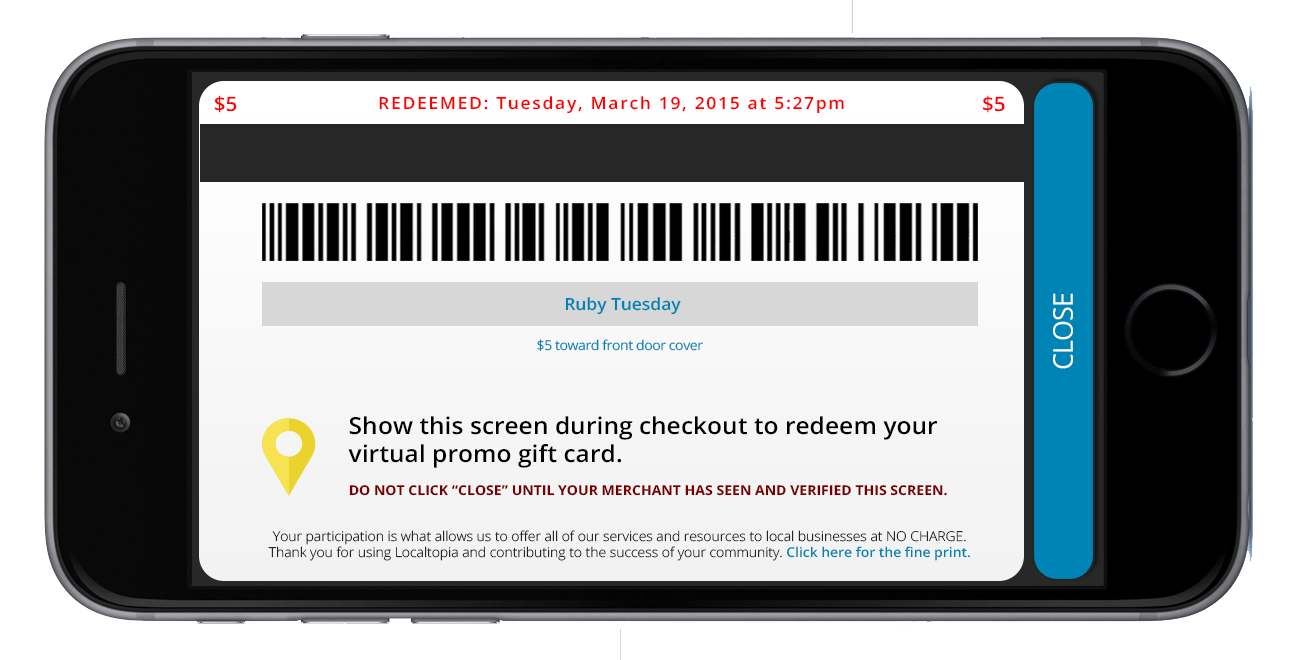 $5 REDEEMED: Tuesday, March 19, 2015 at 5:27pm $5
Ruby Tuesday
$5 toward front door cover
Show this screen during checkout to redeem your
virtual promo gift card.
DO NOT CLICK “CLOSE” UNTIL YOUR MERCHANT HAS SEEN AND VERIFIED THIS SCREEN.
Your participation is what allows us to offer all of our services and resources to local businesses at NO CHARGE.
Thank you for using Localtopia and contributing to the success of your community. Click here for the fine print.
CLOSE